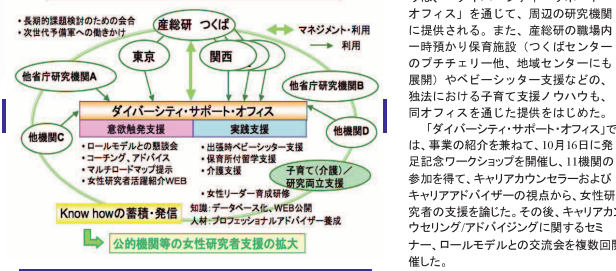 ・長期的課題検討のための会合
・次世代予備軍への働きかけ
産総研 つくば
マネジメント・利用
利用
東京
関西
他省庁研究機関A
他省庁研究機関B
ダイバーシティ・サポート・オフィス
意欲触発支援
実践支援
他機関C
他機関D
・ロールモデルとの懇談会
・コーチング、アドバイス
・マルチロードマップ提示
・女性研究者活躍紹介WEB
・出張時ベビーシッター支援
・保育所付留学支援
・介護支援
子育て(介護)／
研究両立支援
・女性リーダー育成研修
Know howの蓄積・発信
知識：データベース化、WEB公開
人材：プロフェッショナルアドバイザー養成
公的機関等の女性研究者支援の拡大
オフィス」を通じて、周辺の研究機関
に提供される。また、産総研の職場内
一時預かり保育施設（つくばセンター
のプチチェリー他、地域センターにも
展開）やベビーシッター支援などの、
独法における子育て支援ノウハウも、
同オフィスを通じた提供をはじめた。
「ダイバーシティ・サポート・オフィス」で
は、事業の紹介を兼ねて、10月16日に発
足記念ワークショップを開催し、11機関の
参加を得て、キャリアカウンセラーおよび
キャリアアドバイザーの視点から、女性研
究者の支援を論じた。その後、キャリアカウ
ンセリング/アドバイジングに関するセミ
ナー、ロールモデルとの交流会を複数回開
催した。